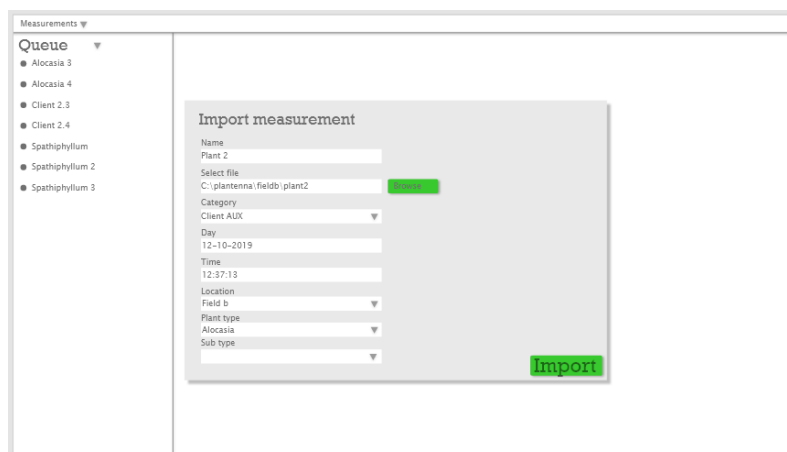 Measurements
Queue
Alocasia 3
Alocasia 4
Client 2.3
Client 2.4
Spathiphyllum
Spathiphyllum 2
Spathiphyllum 3
Import measurement
Name
Plant 2
Select file
C:\plantenna\fieldb\plant2
Browse
Category
Client AUX
Day
12-10-2019
Time
12:37:13
Location
Field b
Plant type
Alocasia
Sub type
Import